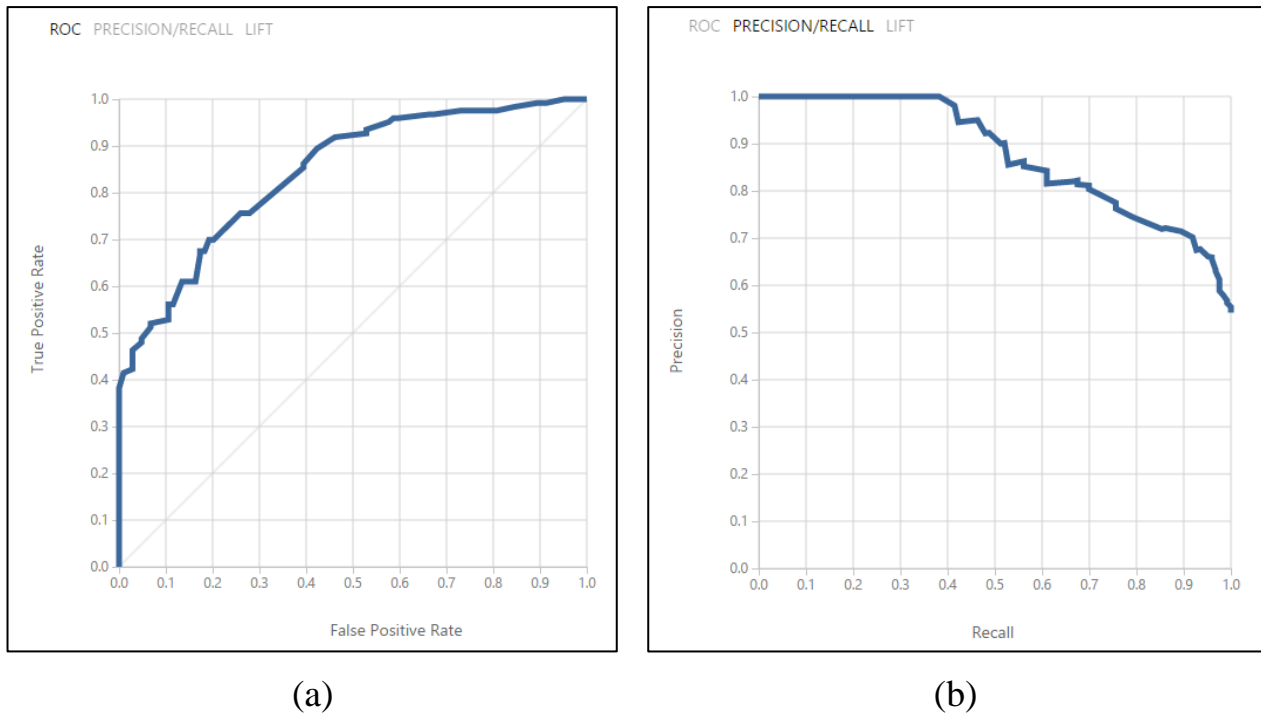 ROC PRECISION/RECALL LIFT
1.0
0.9
0.8
0.7
0.6
0.5
0.4
0.3
0.2
0.1
0.0
True Positive Rate
0.0 0.1 0.2 0.3 0.4 0.5 0.6 0.7 0.8 0.9 1.0
False Positive Rate
(a)
ROC PRECISION/RECALL LIFT
1.0
0.9
0.8
0.7
0.6
0.5
0.4
0.3
0.2
0.1
0.0
Precision
0.0 0.1 0.2 0.3 0.4 0.5 0.6 0.7 0.8 0.9 1.0
Recall
(b)